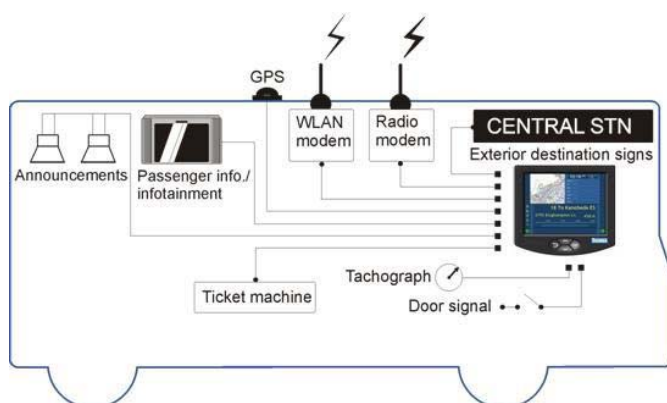 GPS
WLAN
modem
Radio
modem
CENTRAL STN
Exterior destination signs
Announcements
Passenger info./
infotainment
Ticket machine
Tachograph
Door signal